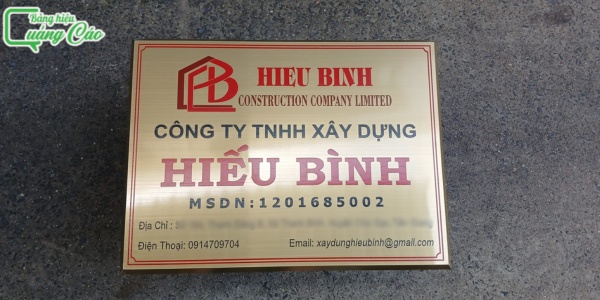 Bảng hiệu
Quảng Cáo
HIEU BINH
CONSTRUCTION COMPANY LIMITED
CÔNG TY TNHH XÂY DỰNG
HIẾU BÌNH
MSDN:1201685002
Địa Chỉ :
Điện Thoại: 0914709704
Email: xaydunghieubinh@gmail.com